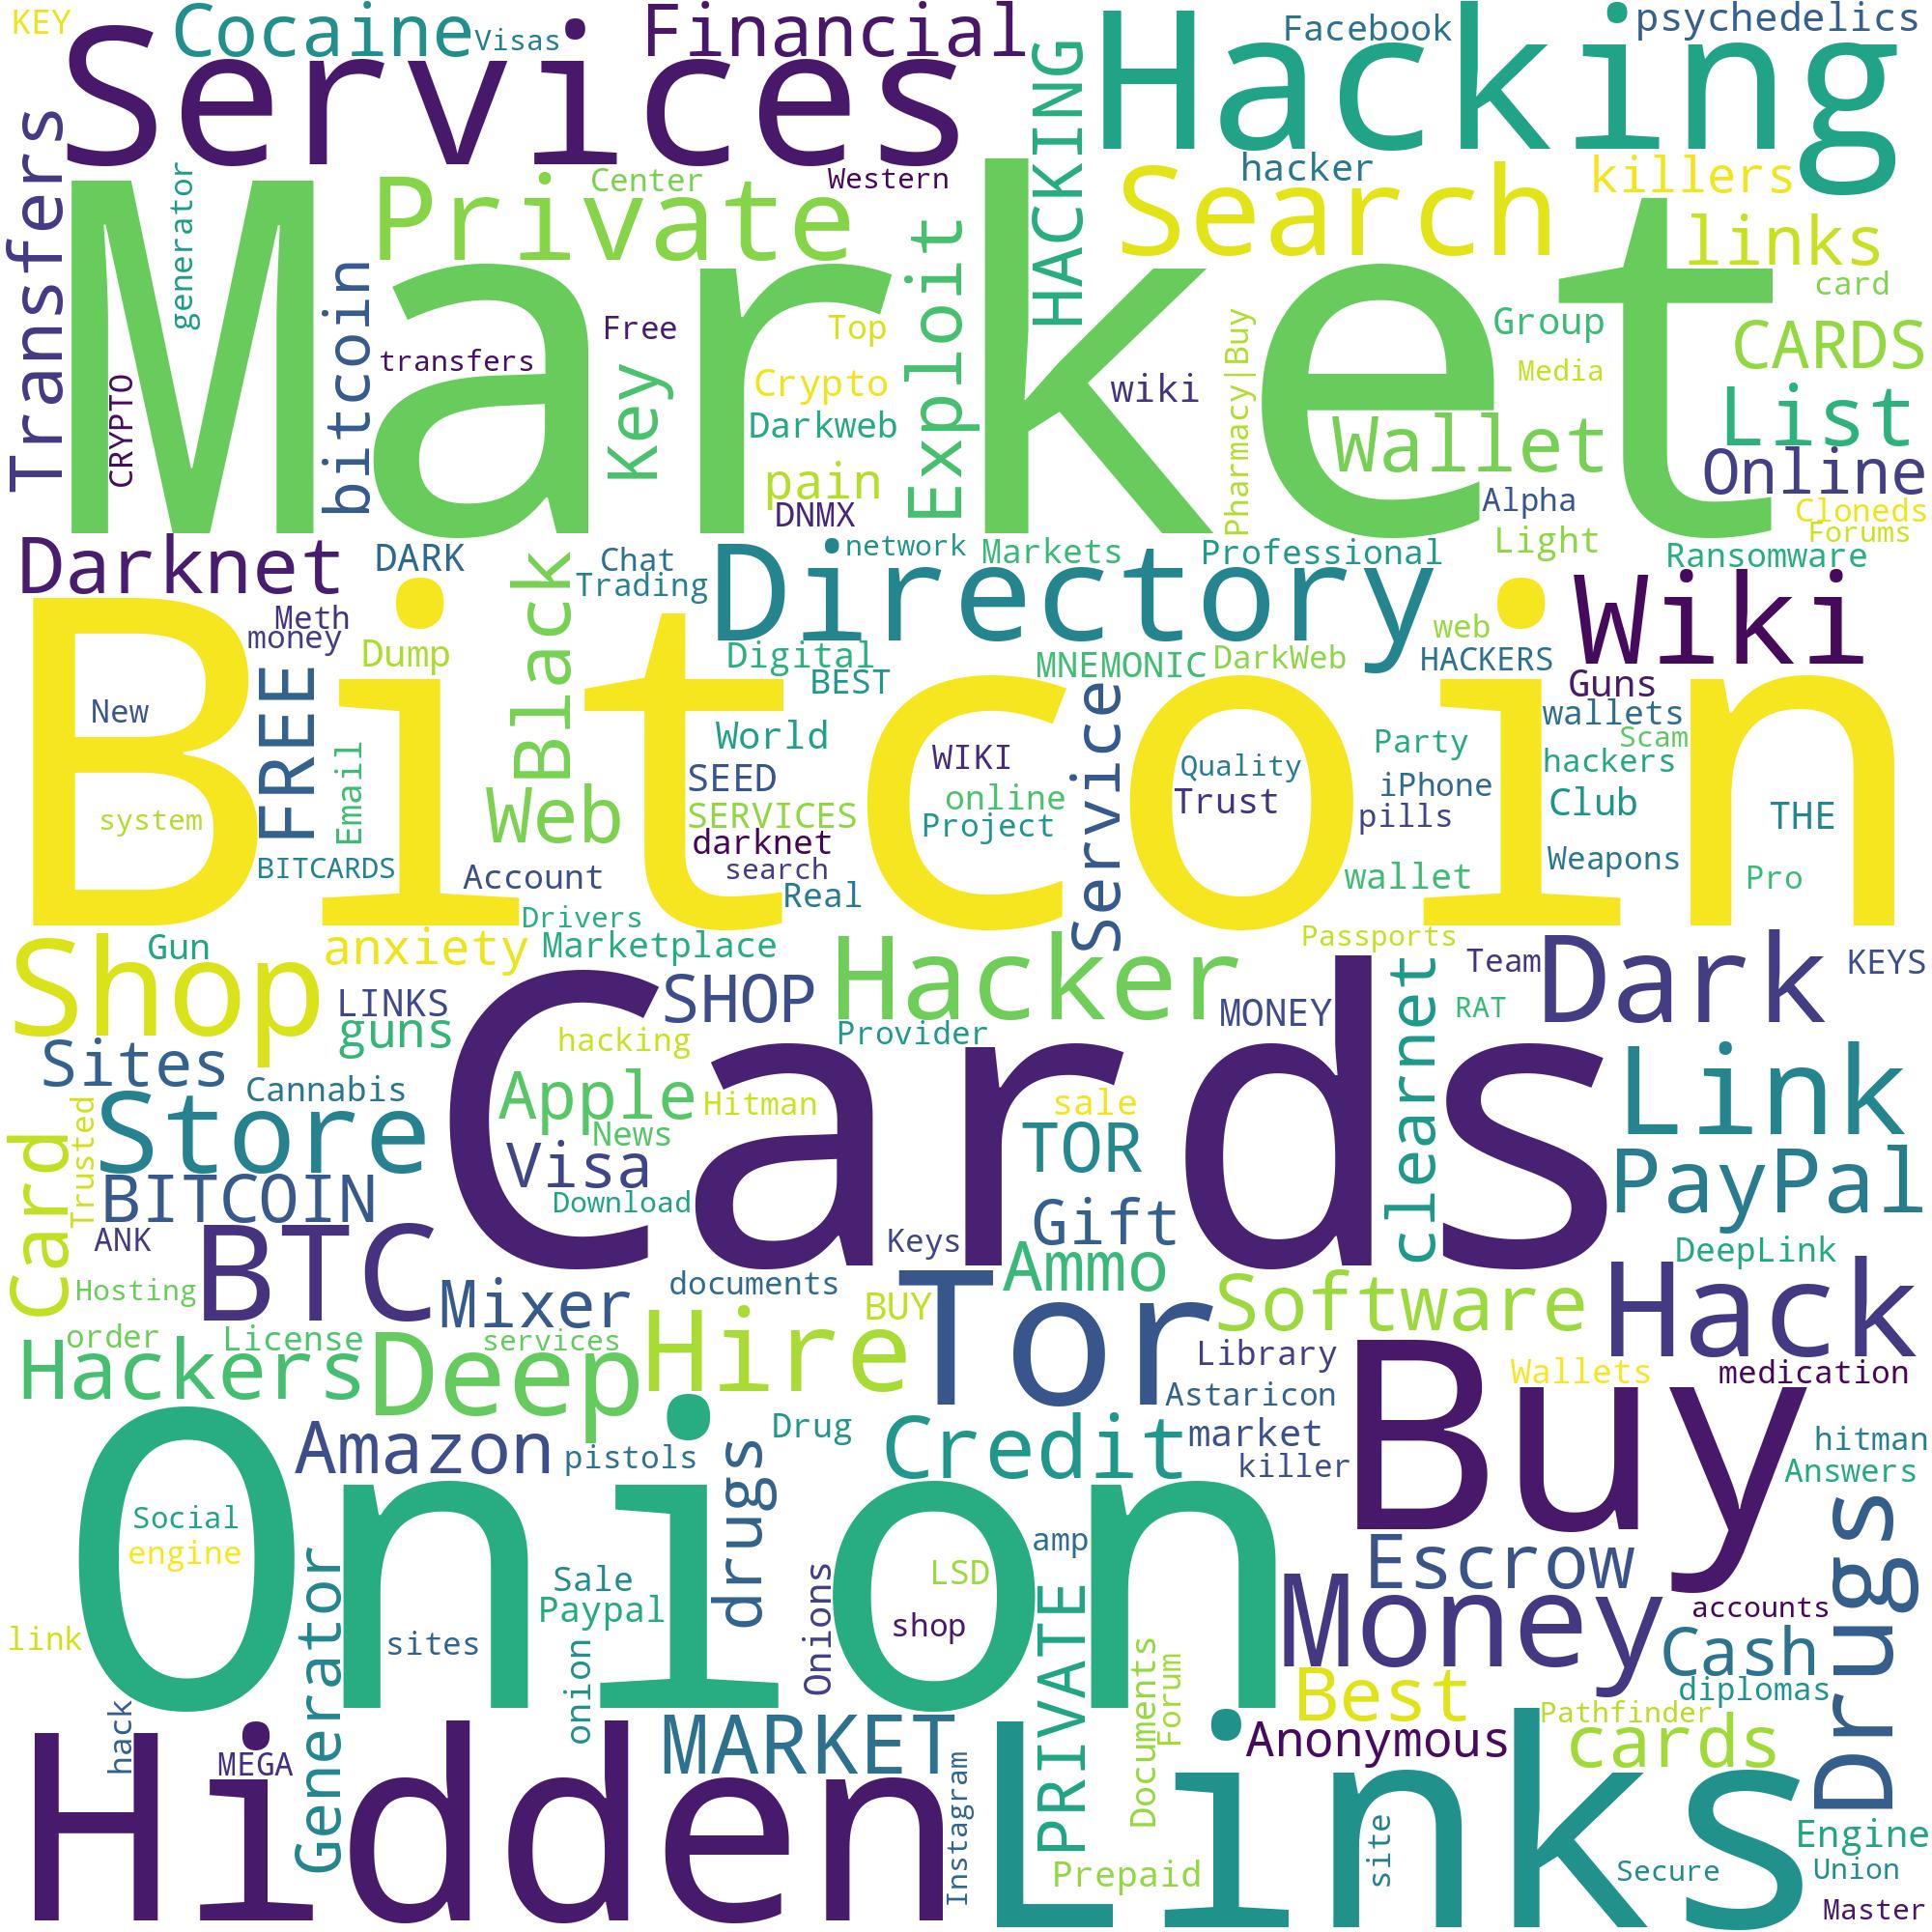 KEY
Cocaine
Visas
Financial
Services
Hacking
Facebook
psychedelics
HACKING
Transfers
generator
Private
Center
Western
Search
hacker
killers
links
card
Market
bitcoin
CRYPTO
transfers
Free
Key
Top
Crypto
Darkweb
pain
DNMX
Exploit
wiki
Pharmacy|Buy
Group
Media
CARDS
Wallet
List
Online
Alpha
Cloneds
Forums
Light
Ransomware
Darknet
DARK
Chat
Trading
network
Markets
Professional
Directory
Wiki
Meth
money
Dump
Black
Digital
BEST
MNEMONIC
DarkWeb
web
HACKERS
Guns
Bitcoin
New
system
FREE
Email
BITCARDS
Web
World
SEED
SERVICES
darknet
search
Real
Account
Drivers
WIKI
online
Project
Service
Quality
Trust
Party
iPhone
pills
wallet
wallets
Scam
hackers
Club
Weapons
THE
Pro
Shop
Gun
anxiety
Marketplace
LINKS
guns
SHOP
Hacker
Provider
Passports
MONEY
Team
RAT
clearnet
Dark
KEYS
Sites
Cannabis
hacking
Cards
Store
Trusted
Card
Apple
News
Hitman
Visa
Download
sale
TOR
Gift
Link
PayPal
BITCOIN
ANK
Hosting
BTC
Mixer
documents
Keys
Ammo
DeepLink
BUY
Tor
Software
Hack
order
License
services
Hackers
Deep
Hire
Library
Wallets
medication
Astaricon
Buy
Amazon
pistols
Drug
drugs
Credit
market
killer
hitman
Answers
Onion
Social
engine
Sale
Paypal
LSD
shop
amp
Escrow
Drugs
link
Generator
sites
onion
Onions
PRIVATE
Documents
Forum
Money
accounts
Cash
diplomas
Best
Pathfinder
hack
MEGA
MARKET
Anonymous
cards
Hidden
Instagram
Links
Prepaid
site
Engine
Secure
Union
Master